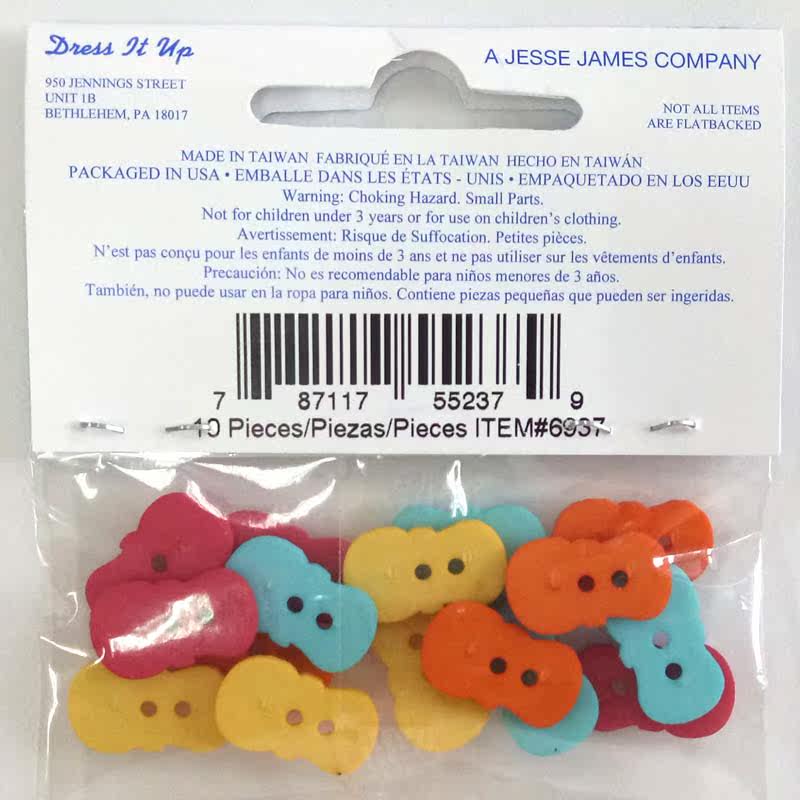 Dress It Up
A JESSE JAMES COMPANY
950 JENNINGS STREET
UNIT 1B
BETHLEHEM, PA 18017
NOT ALL ITEMS
ARE FLATBACKED
MADE IN TAIWAN FABRIQUÉ EN LA TAIWAN HECHO EN TAIWÁN
PACKAGED IN USA • EMBALLE DANS LES ÉTATS - UNIS • EMPAQUETADO EN LOS EEUU
Warning: Choking Hazard. Small Parts.
Not for children under 3 years or for use on children's clothing.
Avertissement: Risque de Suffocation. Petites pièces.
N'est pas conçu pour les enfants de moins de 3 ans et ne pas utiliser sur les vêtements d'enfants.
Precaución: No es recomendable para niños menores de 3 años.
También, no puede usar en la ropa para niños. Contiene piezas pequeñas que pueden ser ingeridas.
7 87117 55237 9
10 Pieces/Piezas/Pieces ITEM#6937